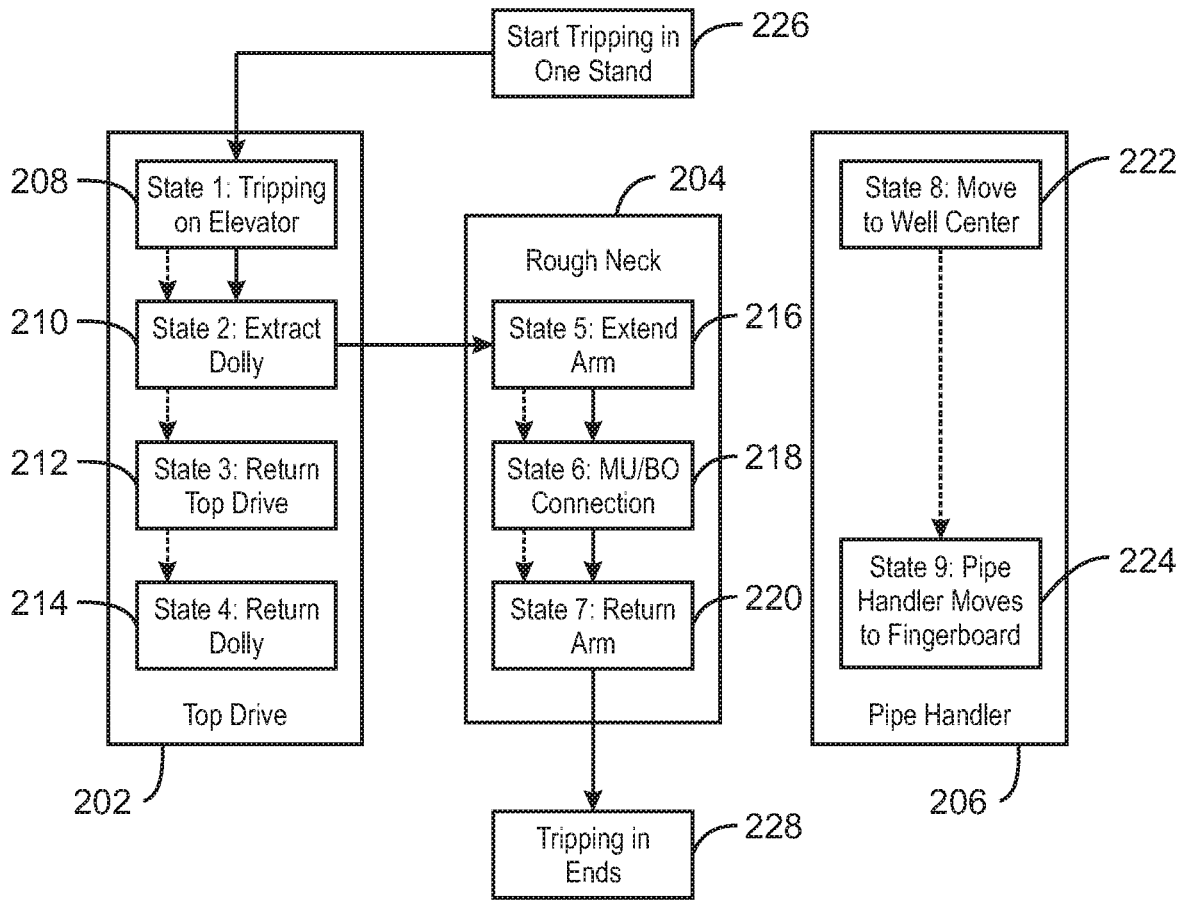 Start Tripping in
One Stand
226
208
State 1: Tripping
on Elevator
210
State 2: Extract
Dolly
212
State 3: Return
Top Drive
214
State 4: Return
Dolly
Top Drive
202
204
Rough Neck
State 5: Extend
Arm
216
State 6: MU/BO
Connection
218
State 7: Return
Arm
220
Tripping in
Ends
228
State 8: Move
to Well Center
222
State 9: Pipe
Handler Moves
to Fingerboard
224
Pipe Handler
206